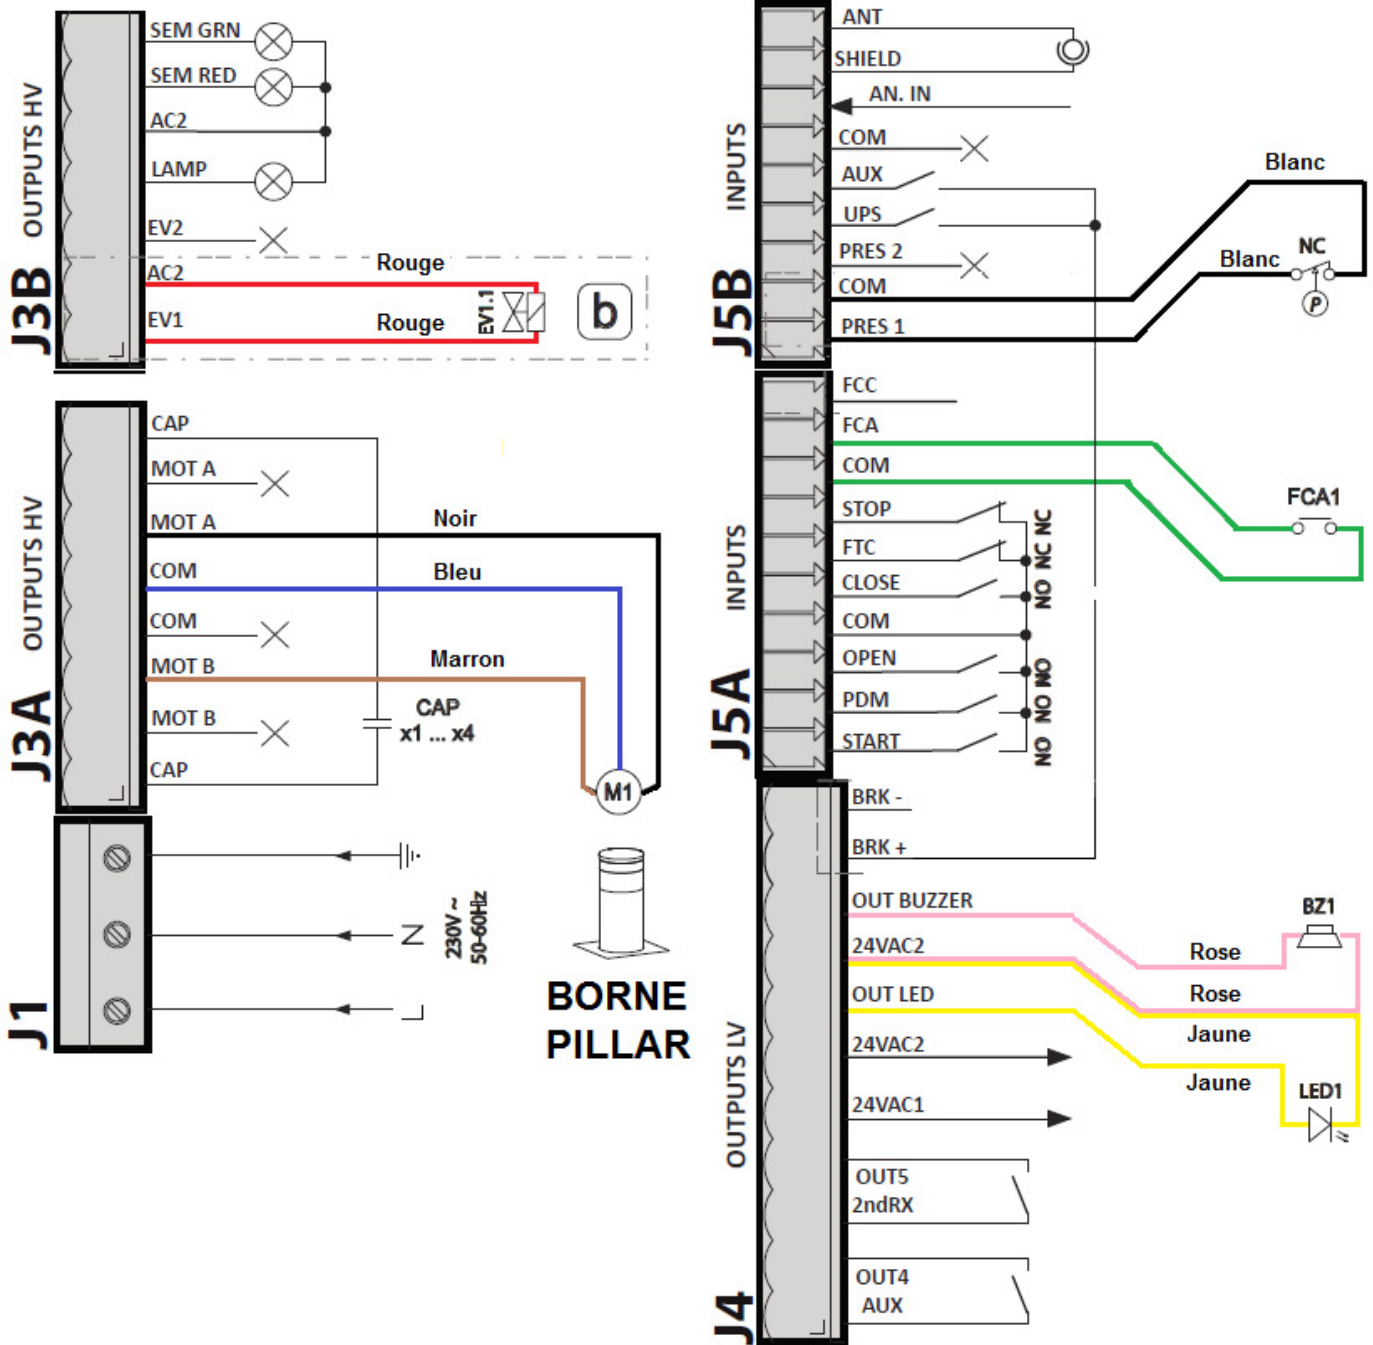 J3B
OUTPUTS HV
SEM GRN
SEM RED
AC2
LAMP
EV2
AC2
Rouge
EV1
Rouge
EV1.1
b
J3A
OUTPUTS HV
CAP
MOT A
MOT A
Noir
COM
Bleu
COM
MOT B
Marron
MOT B
CAP
x1 ... x4
CAP
M1
J1
N
L
230V ~
50-60Hz
BORNE
PILLAR
J5B
INPUTS
ANT
SHIELD
AN. IN
COM
AUX
UPS
PRES 2
COM
PRES 1
Blanc
Blanc
NC
P
J5A
INPUTS
FCC
FCA
COM
FCA1
STOP
NC
FTC
NC
CLOSE
NO
COM
OPEN
NO
PDM
NO
START
NO
J4
OUTPUTS LV
BRK -
BRK +
OUT BUZZER
BZ1
24VAC2
Rose
Rose
OUT LED
Jaune
Jaune
LED1
24VAC2
24VAC1
OUT5
2ndRX
OUT4
AUX